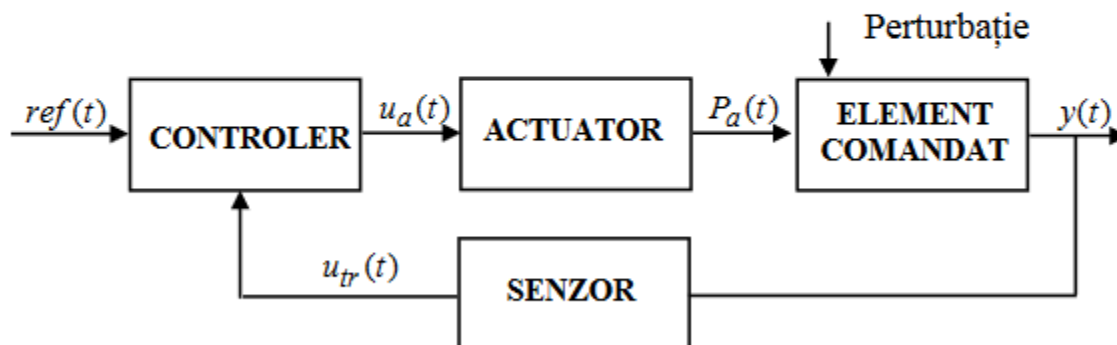 Perturbație
ref(t)
CONTROLER
u_a(t)
ACTUATOR
P_a(t)
ELEMENT
COMANDAT
y(t)
u_tr(t)
SENZOR